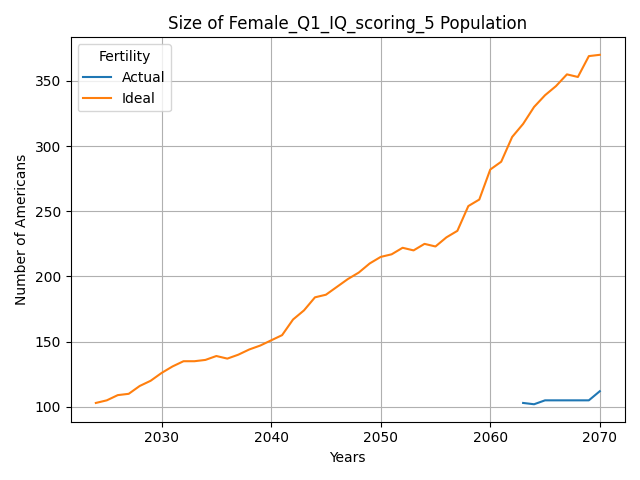 Size of Female_Q1_IQ_scoring_5 Population
Fertility
Actual
Ideal
Number of Americans
350
300
250
200
150
100
2030 2040 2050 2060 2070
Years